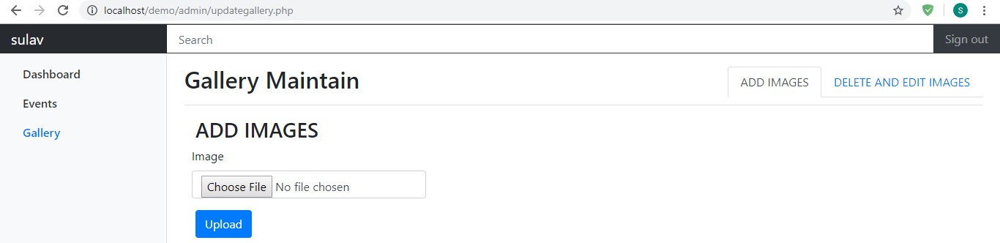 localhost/demo/admin/updategallery.php
S
sulav
Search
Sign out
Dashboard
Events
Gallery
Gallery Maintain
ADD IMAGES
DELETE AND EDIT IMAGES
ADD IMAGES
Image
Choose File No file chosen
Upload